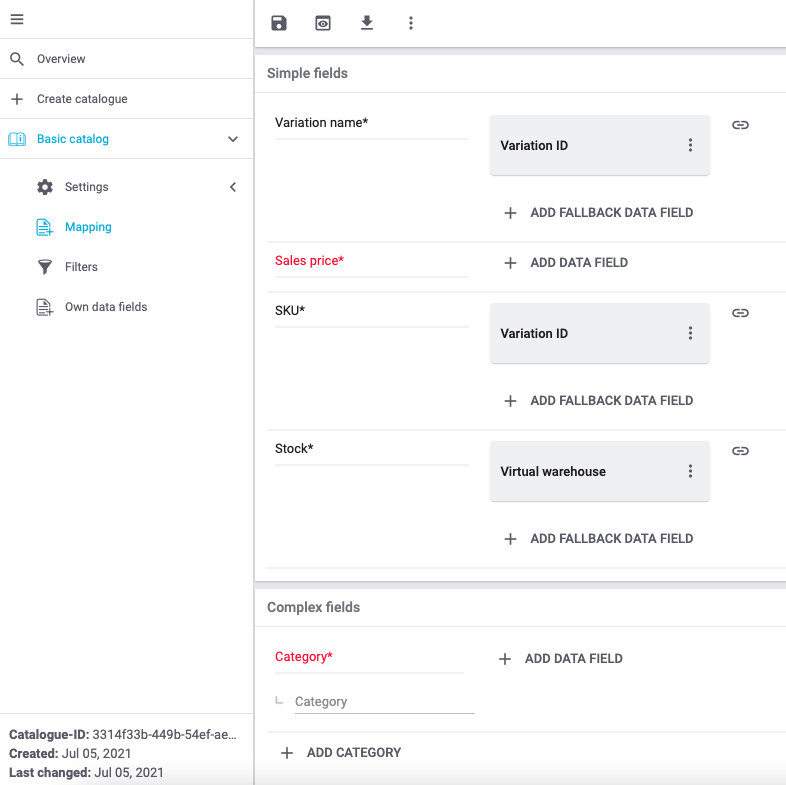 Overview
Create catalogue
Basic catalog
Settings
Mapping
Filters
Own data fields
Catalogue-ID: 3314f33b-449b-54ef-ae...
Created: Jul 05, 2021
Last changed: Jul 05, 2021
Simple fields
Variation name*
Variation ID
ADD FALLBACK DATA FIELD
Sales price*
ADD DATA FIELD
SKU*
Variation ID
ADD FALLBACK DATA FIELD
Stock*
Virtual warehouse
ADD FALLBACK DATA FIELD
Complex fields
Category*
ADD DATA FIELD
Category
ADD CATEGORY